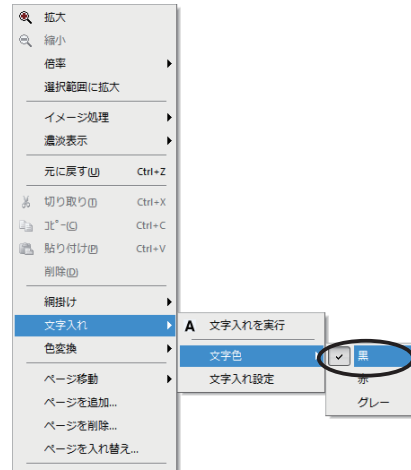 拡大
縮小
倍率
選択範囲に拡大
イメージ処理
濃淡表示
元に戻す(U) Ctrl+Z
切り取り(T) Ctrl+X
ｺﾋﾟｰ(C) Ctrl+C
貼り付け(P) Ctrl+V
削除(D)
網掛け
文字入れ
A 文字入れを実行
色変換
文字色
黒
ページ移動
文字入れ設定
赤
ページを追加...
グレー
ページを削除...
ページを入れ替え...